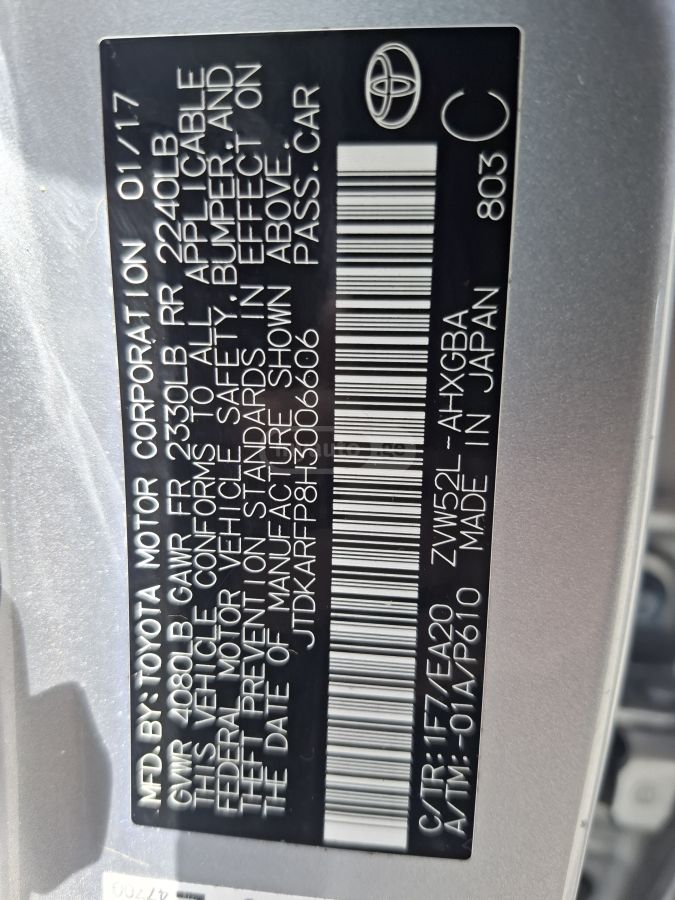 MFD.BY:TOYOTA MOTOR CORPORATION 01/17
GVWR 4080LB GAWR FR 2330LB RR 2240LB
THIS VEHICLE CONFORMS TO ALL APPLICABLE
FEDERAL MOTOR VEHICLE SAFETY,BUMPER,AND
THEFT PREVENTION STANDARDS IN EFFECT ON
THE DATE OF MANUFACTURE SHOWN ABOVE.
JTDKARFP8H3006606 PASS.CAR
C/TR:1F7/EA20 ZVW52L-AHXGBA
A/TM:-01A/P610 MADE IN JAPAN 803
C
47700